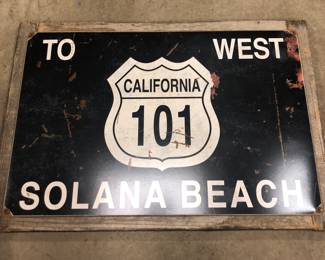 TO WEST
CALIFORNIA
101
SOLANA BEACH